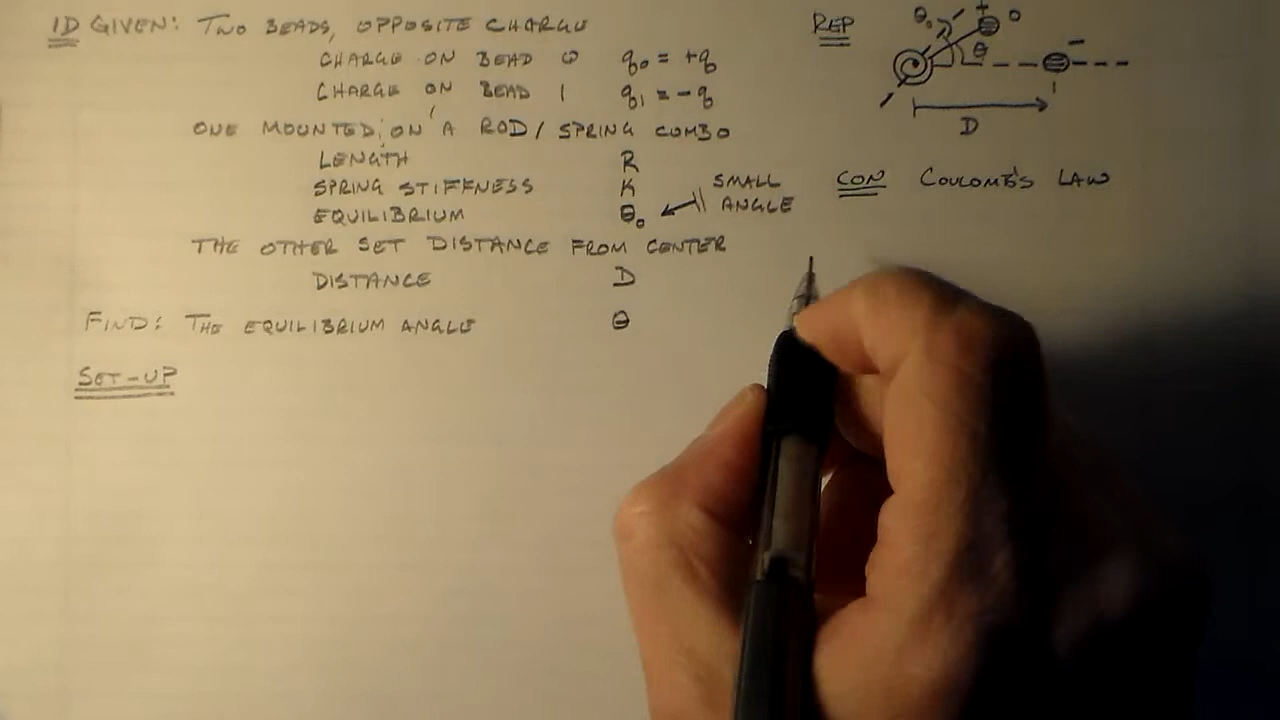 ID GIVEN: TWO BEADS, OPPOSITE CHARGE
CHARGE ON BEAD 0 q₀ = +q
CHARGE ON BEAD 1 q₁ = -q
ONE MOUNTED ON A ROD/SPRING COMBO
LENGTH R
SPRING STIFFNESS K
EQUILIBRIUM θ₀
SMALL
ANGLE
THE OTHER SET DISTANCE FROM CENTER
DISTANCE D
FIND: THE EQUILIBRIUM ANGLE θ
SET-UP
REP
θ₀ + 0
θ -
1
D
CON COULOMB'S LAW